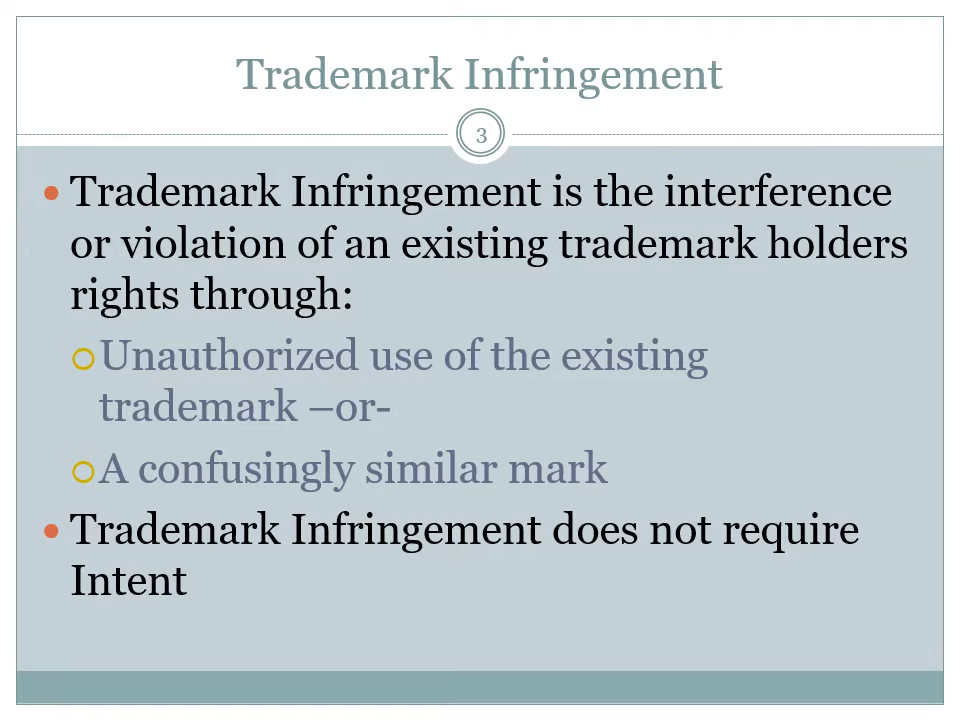 Trademark Infringement
3
Trademark Infringement is the interference
or violation of an existing trademark holders
rights through:
Unauthorized use of the existing
trademark –or-
A confusingly similar mark
Trademark Infringement does not require
Intent